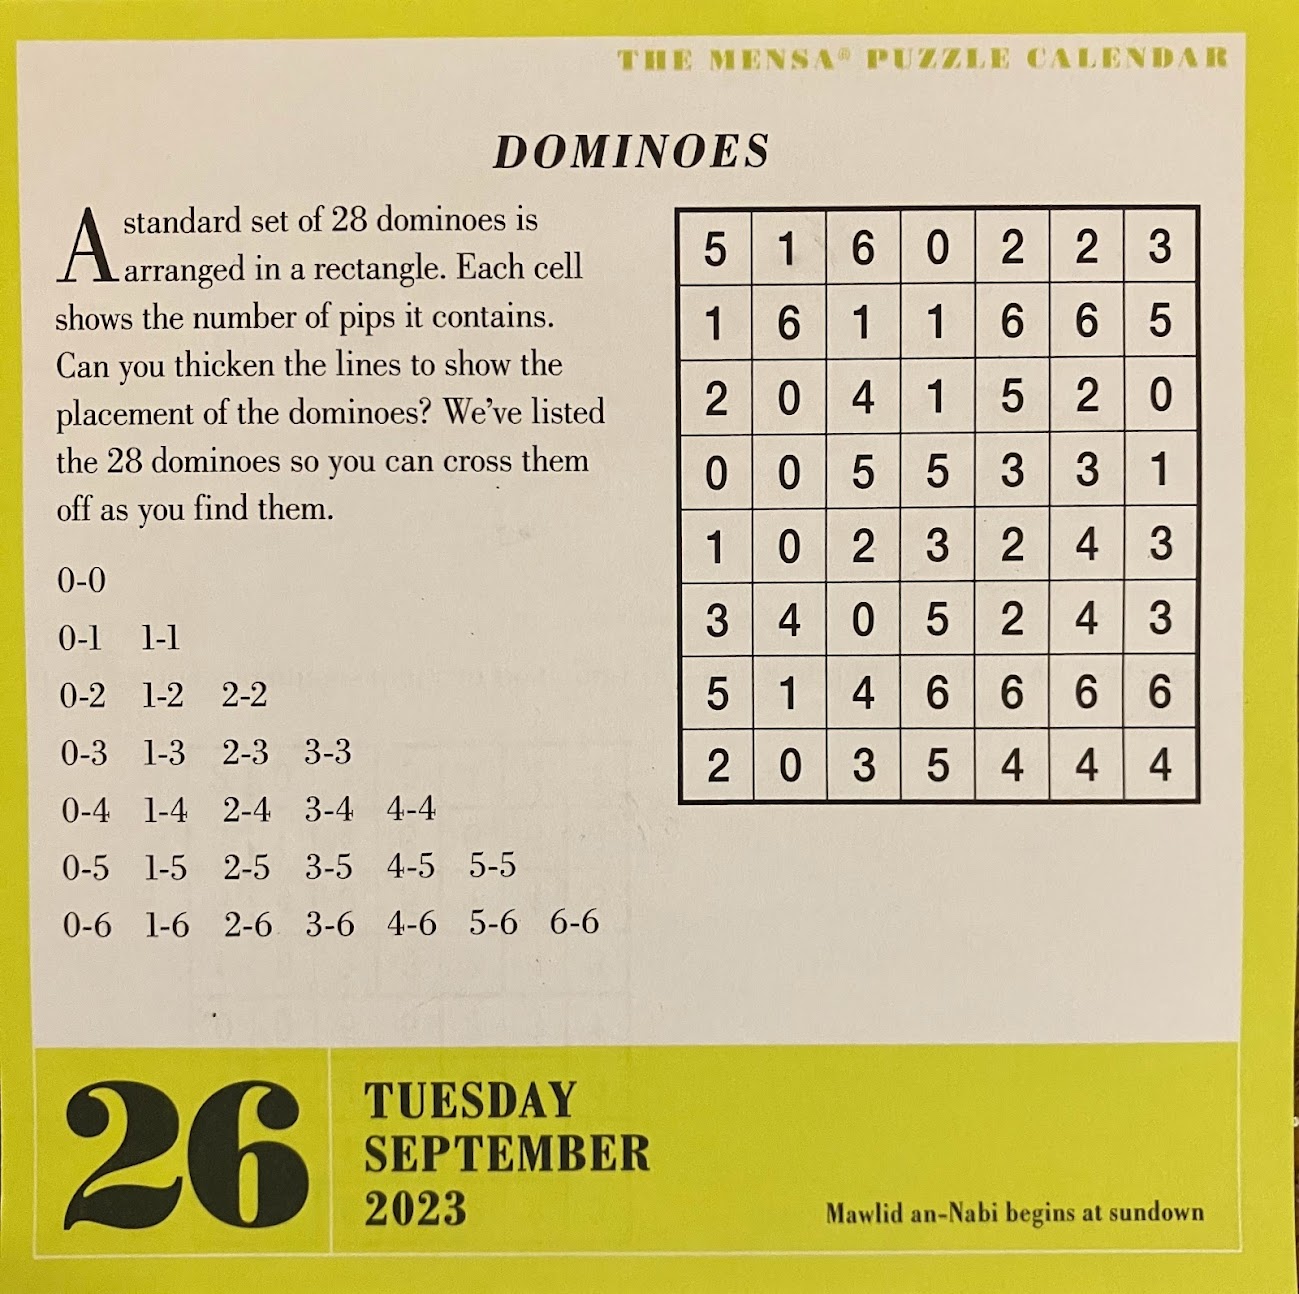 THE MENSA® PUZZLE CALENDAR
DOMINOES
A standard set of 28 dominoes is
arranged in a rectangle. Each cell
shows the number of pips it contains.
Can you thicken the lines to show the
placement of the dominoes? We've listed
the 28 dominoes so you can cross them
off as you find them.
0-0
0-1 1-1
0-2 1-2 2-2
0-3 1-3 2-3 3-3
0-4 1-4 2-4 3-4 4-4
0-5 1-5 2-5 3-5 4-5 5-5
0-6 1-6 2-6 3-6 4-6 5-6 6-6
5 1 6 0 2 2 3
1 6 1 1 6 6 5
2 0 4 1 5 2 0
0 0 5 5 3 3 1
1 0 2 3 2 4 3
3 4 0 5 2 4 3
5 1 4 6 6 6 6
2 0 3 5 4 4 4
26
TUESDAY
SEPTEMBER
2023
Mawlid an-Nabi begins at sundown